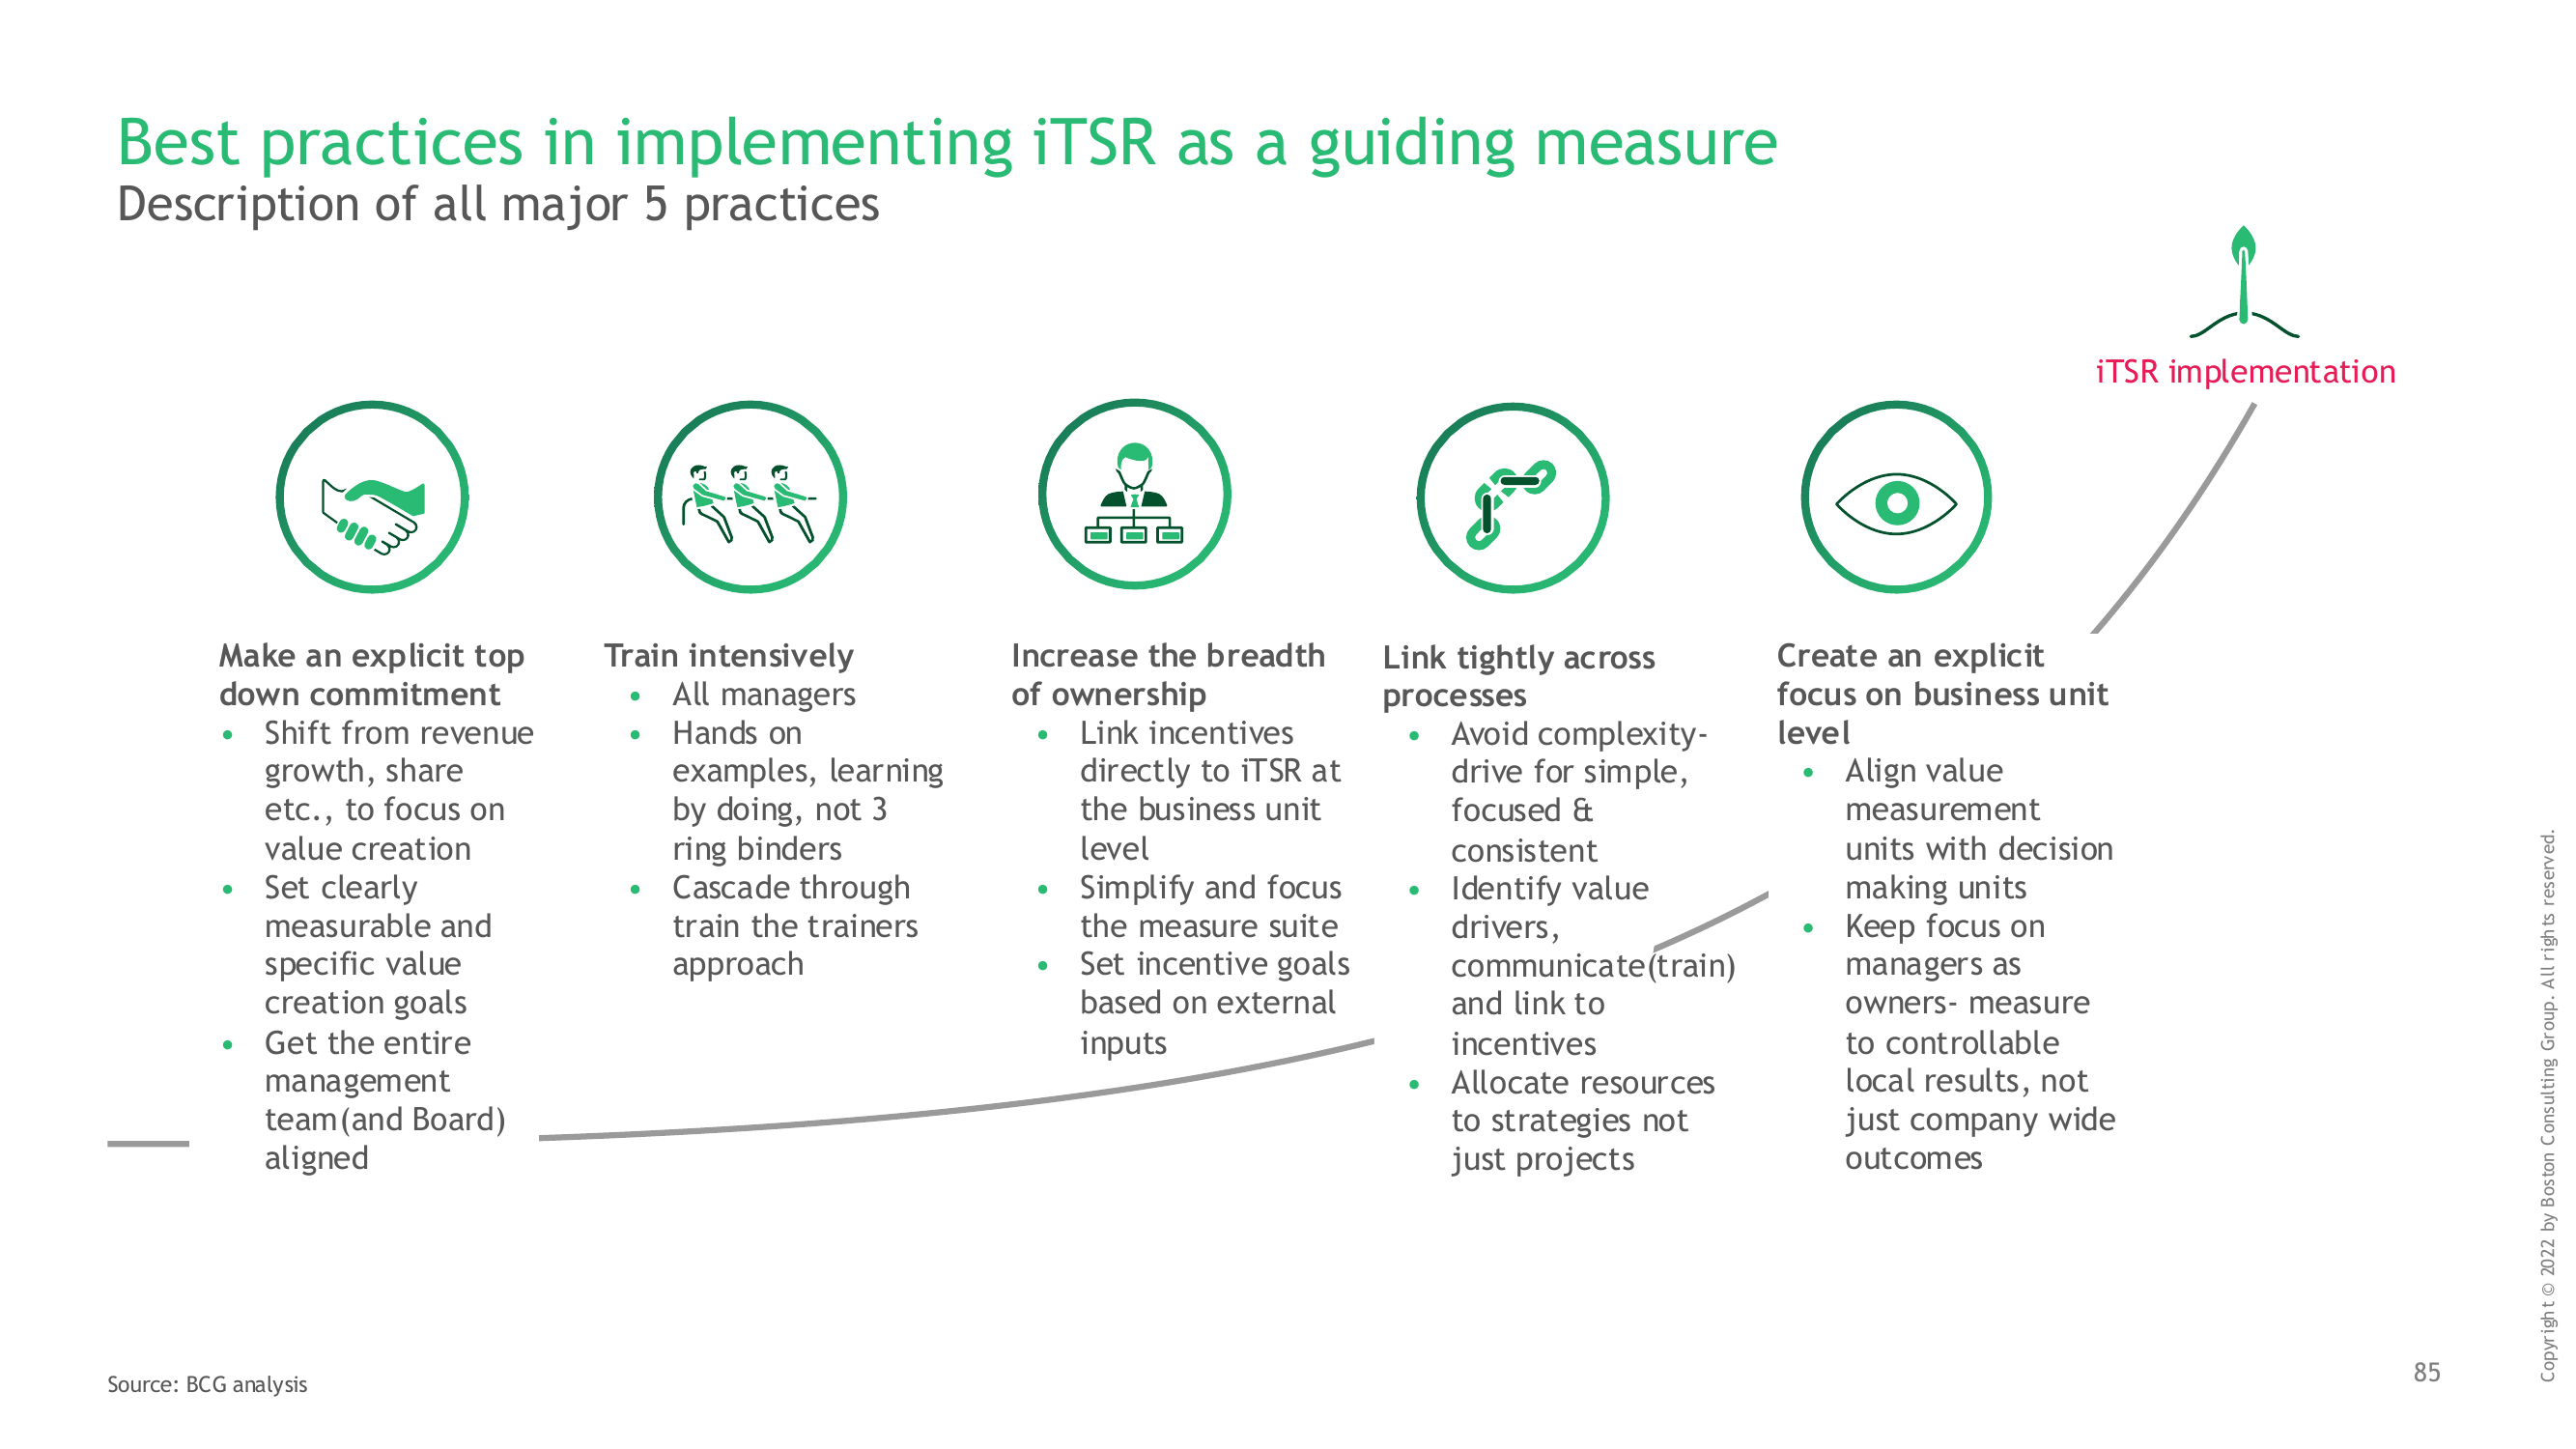 Best practices in implementing iTSR as a guiding measure
Description of all major 5 practices
iTSR implementation
Make an explicit top
down commitment
• Shift from revenue
growth, share
etc., to focus on
value creation
• Set clearly
measurable and
specific value
creation goals
• Get the entire
management
team(and Board)
aligned
Train intensively
• All managers
• Hands on
examples, learning
by doing, not 3
ring binders
• Cascade through
train the trainers
approach
Increase the breadth
of ownership
• Link incentives
directly to iTSR at
the business unit
level
• Simplify and focus
the measure suite
• Set incentive goals
based on external
inputs
Link tightly across
processes
• Avoid complexity-
drive for simple,
focused &
consistent
• Identify value
drivers,
communicate(train)
and link to
incentives
• Allocate resources
to strategies not
just projects
Create an explicit
focus on business unit
level
• Align value
measurement
units with decision
making units
• Keep focus on
managers as
owners- measure
to controllable
local results, not
just company wide
outcomes
Source: BCG analysis
85
Copyright © 2022 by Boston Consulting Group. All rights reserved.